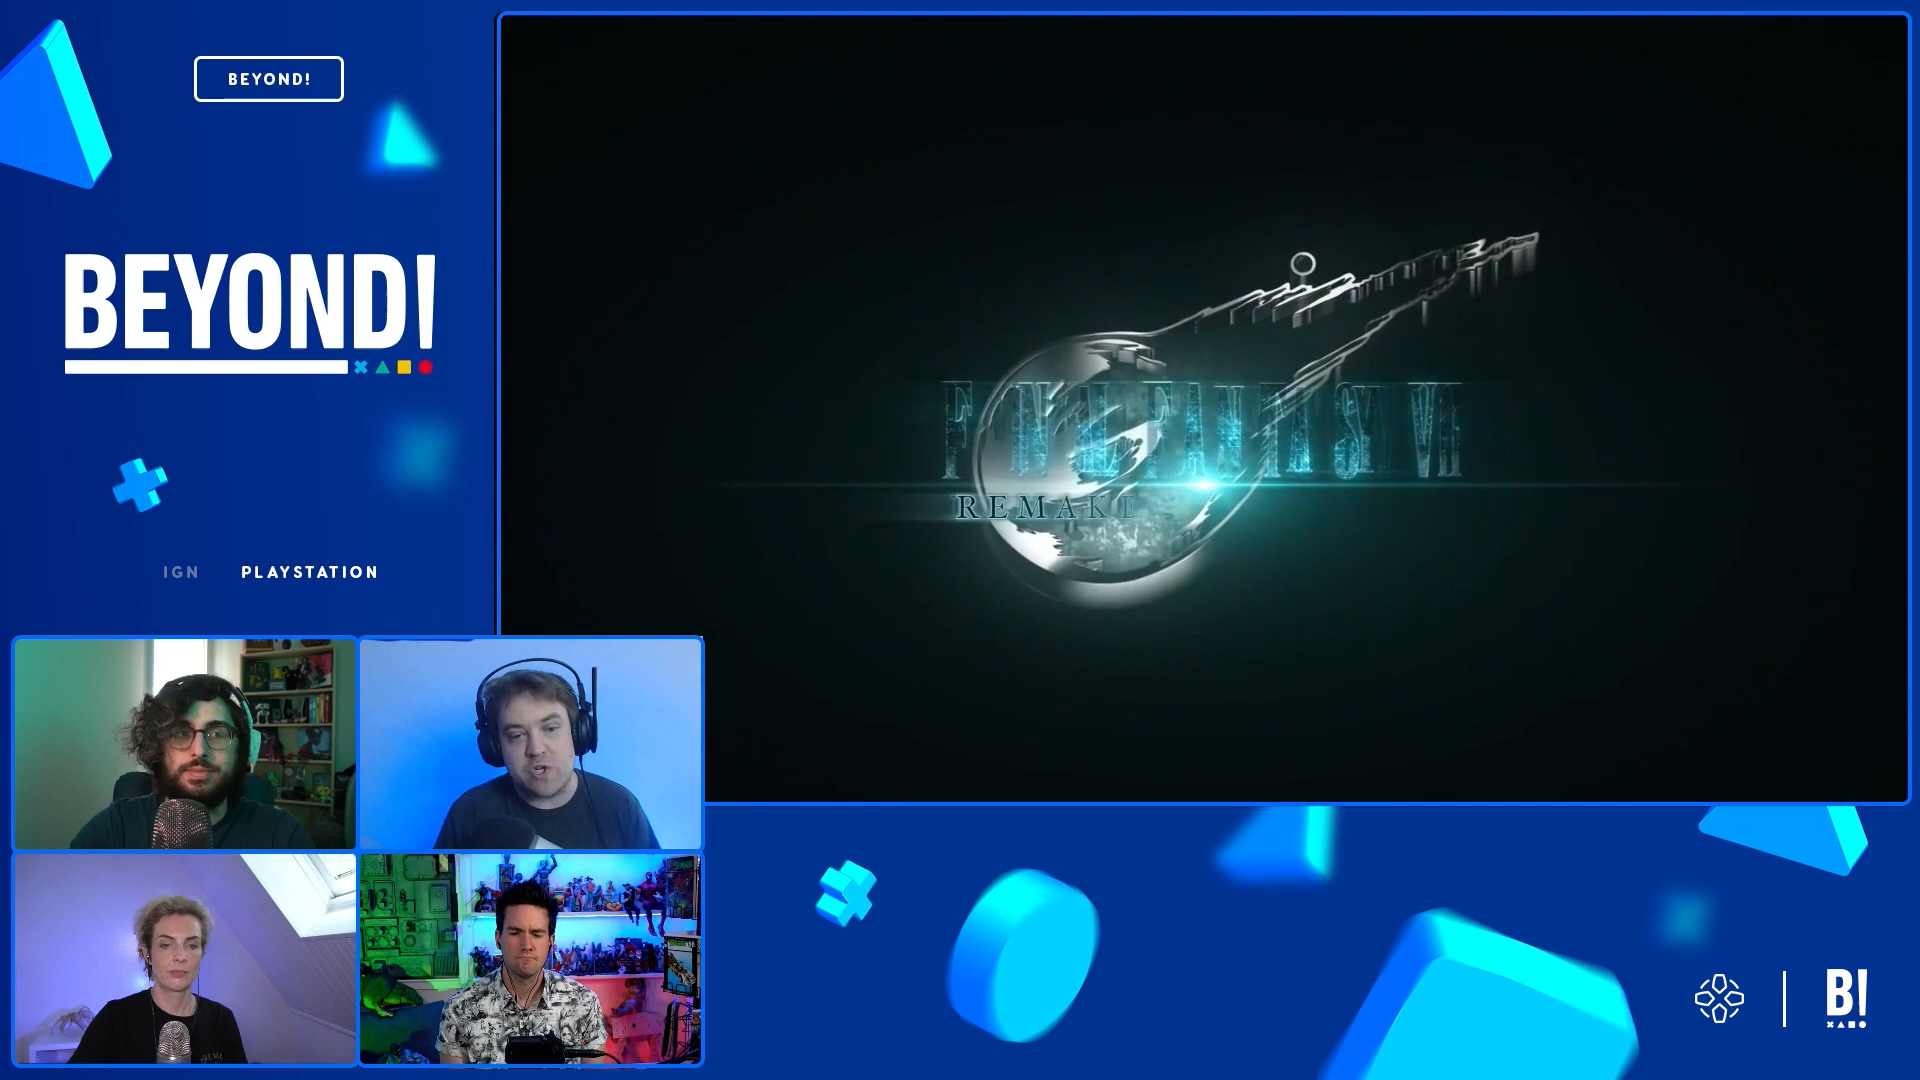 BEYOND!
BEYOND!
IGN PLAYSTATION
FINAL FANTASY VII
REMAKE
B!